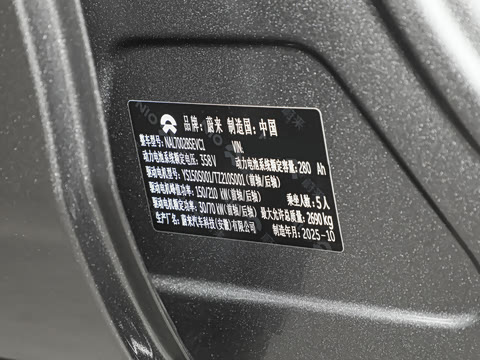 品牌：蔚来 制造国：中国
整车型号：NAL7002BSEVC1 VIN:
动力电池系统额定电压：358V 动力电池系统额定容量：280 Ah
驱动电机型号：YS150S001/TZ210S001（前轴/后轴）
驱动电机峰值功率：150/210 kW（前轴/后轴） 乘坐人数：5人
驱动电机额定功率：30/70 kW（前轴/后轴） 最大允许总质量：2690 kg
生产厂名：蔚来汽车科技（安徽）有限公司 制造年月：2025-10